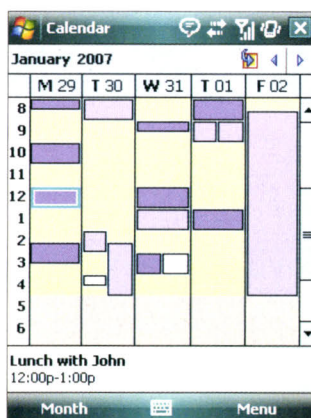 Calendar
January 2007
M 29 T 30 W 31 T 01 F 02
8
9
10
11
12
1
2
3
4
5
6
Lunch with John
12:00p-1:00p
Month Menu